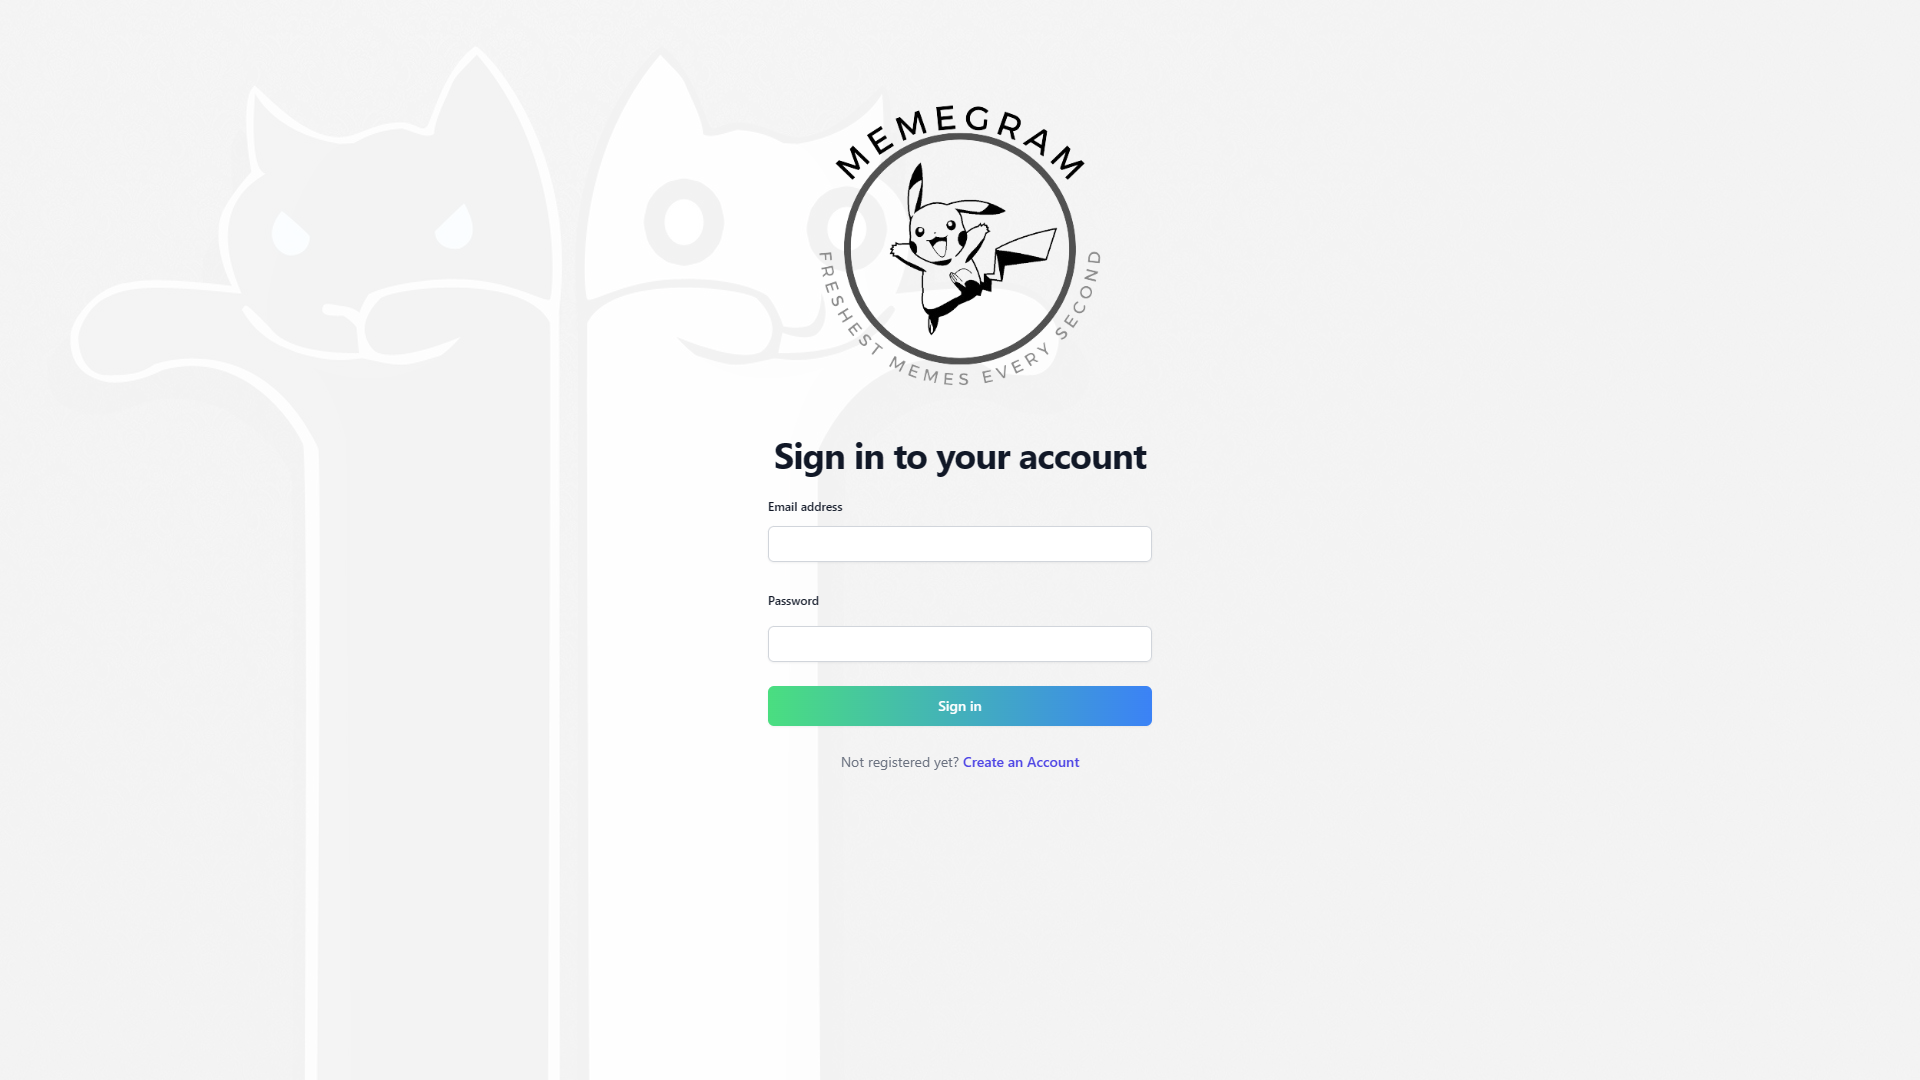 MEMEGRAM
FRESHEST MEMES EVERY SECOND
Sign in to your account
Email address
Password
Sign in
Not registered yet? Create an Account